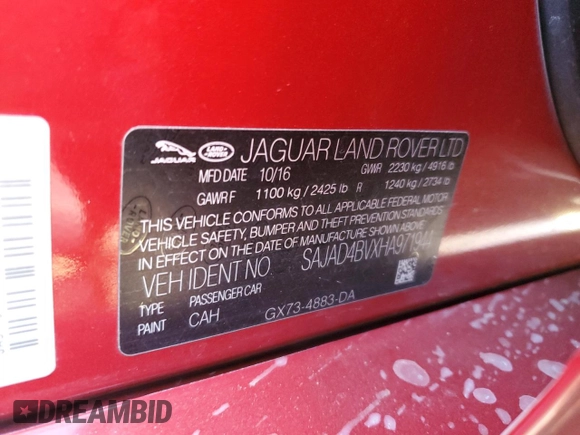 JAGUAR
LAND ROVER
JAGUAR LAND ROVER LTD
MFD DATE 10/16 GVWR 2230 kg / 4916 lb
GAWR F 1100 kg / 2425 lb R 1240 kg / 2734 lb
THIS VEHICLE CONFORMS TO ALL APPLICABLE FEDERAL MOTOR
VEHICLE SAFETY, BUMPER, AND THEFT PREVENTION STANDARDS
IN EFFECT ON THE DATE OF MANUFACTURE SHOWN ABOVE.
VEH IDENT NO. SAJAD4BVXHA971944
TYPE PASSENGER CAR
PAINT CAH GX73-4883-DA
DREAMBID